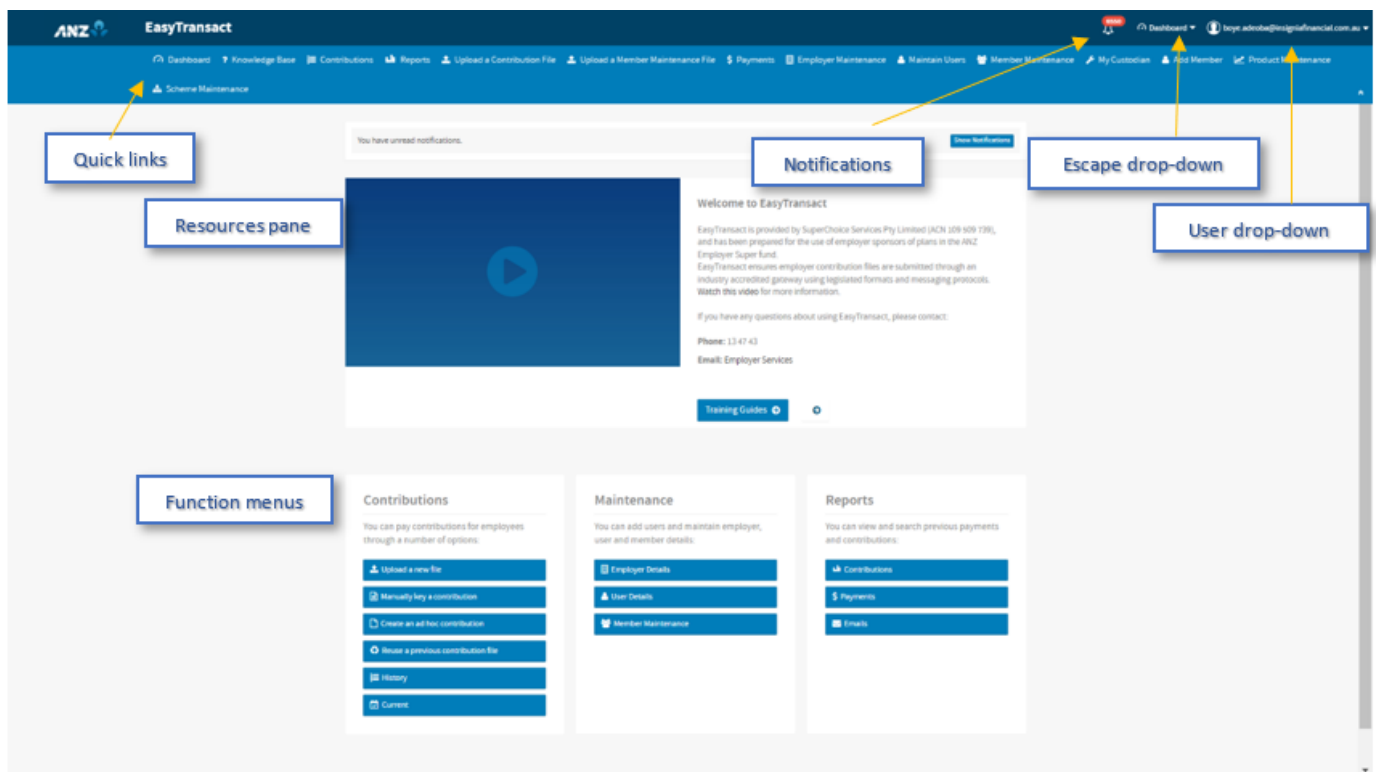 ANZ EasyTransact
Dashboard
boye.adeoba@insigniafinancial.com.au
Dashboard Knowledge Base Contributions Reports Upload a Contribution File Upload a Member Maintenance File Payments Employer Maintenance Maintain Users Member Maintenance My Custodian Add Member Product Maintenance
Scheme Maintenance
Quick links
You have unread notifications.
Show Notifications
Notifications
Escape drop-down
User drop-down
Resources pane
Welcome to EasyTransact
EasyTransact is provided by SuperChoice Services Pty Limited (ACN 109 509 739),
and has been prepared for the use of employer sponsors of plans in the ANZ
Employer Super fund.
EasyTransact ensures employer contribution files are submitted through an
industry accredited gateway using legislated formats and messaging protocols.
Watch this video for more information.
If you have any questions about using EasyTransact, please contact:
Phone: 13 47 43
Email: Employer Services
Training Guides
Function menus
Contributions
You can pay contributions for employees
through a number of options:
Upload a new file
Manually key a contribution
Create an ad hoc contribution
Reuse a previous contribution file
History
Current
Maintenance
You can add users and maintain employer,
user and member details:
Employer Details
User Details
Member Maintenance
Reports
You can view and search previous payments
and contributions:
Contributions
$ Payments
Emails